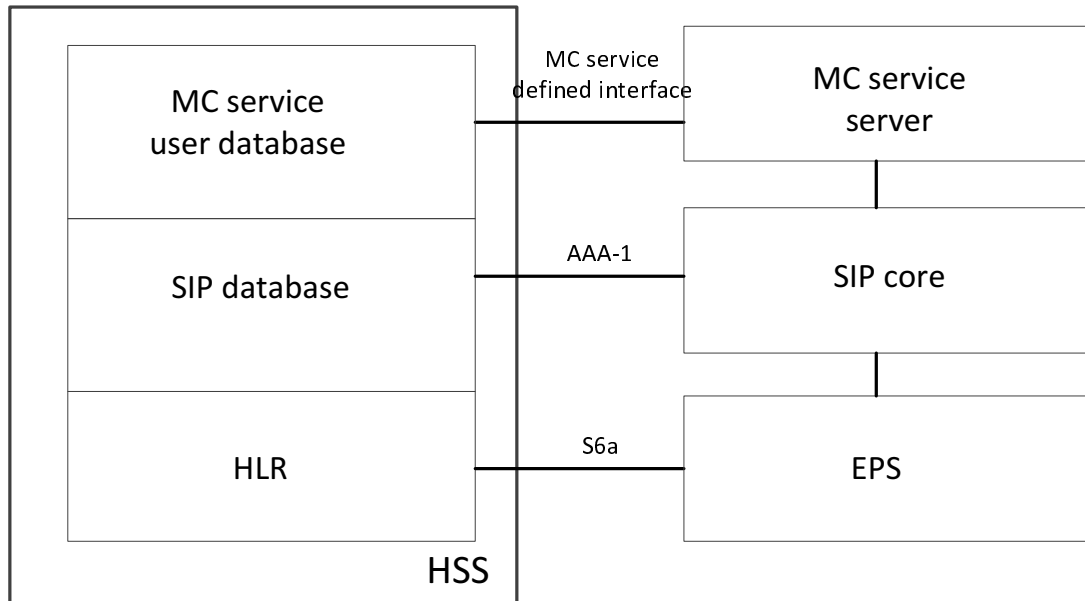 MC service
user database
MC service
defined interface
MC service
server
SIP database
AAA-1
SIP core
HLR
S6a
EPS
HSS